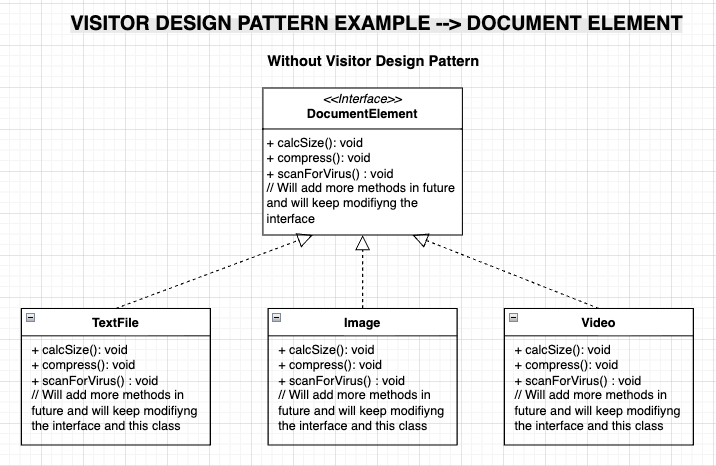 VISITOR DESIGN PATTERN EXAMPLE --> DOCUMENT ELEMENT
Without Visitor Design Pattern
<<Interface>>
DocumentElement
+ calcSize(): void
+ compress(): void
+ scanForVirus() : void
// Will add more methods in future
and will keep modifiyng the
interface
TextFile
+ calcSize(): void
+ compress(): void
+ scanForVirus() : void
// Will add more methods in
future and will keep modifiyng
the interface and this class
Image
+ calcSize(): void
+ compress(): void
+ scanForVirus() : void
// Will add more methods in
future and will keep modifiyng
the interface and this class
Video
+ calcSize(): void
+ compress(): void
+ scanForVirus() : void
// Will add more methods in
future and will keep modifiyng
the interface and this class